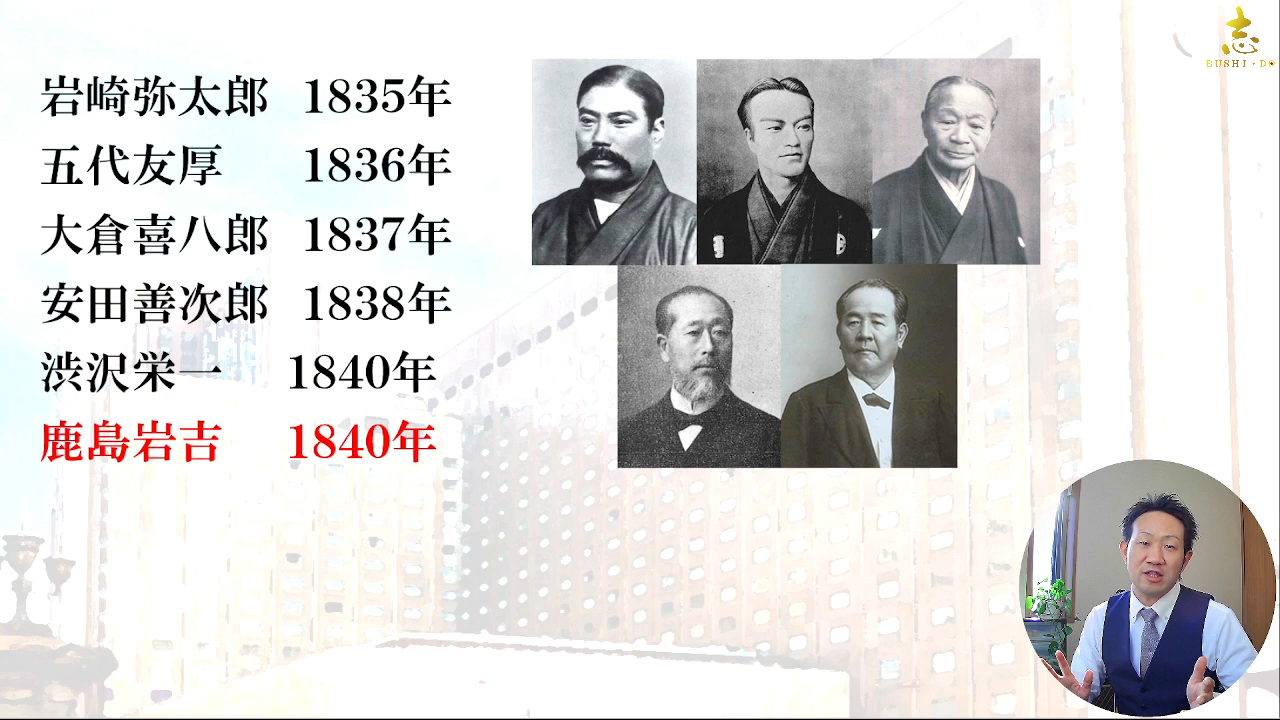 岩崎弥太郎 1835年
五代友厚 1836年
大倉喜八郎 1837年
安田善次郎 1838年
渋沢栄一 1840年
鹿島岩吉 1840年
志
BUSHI・DO